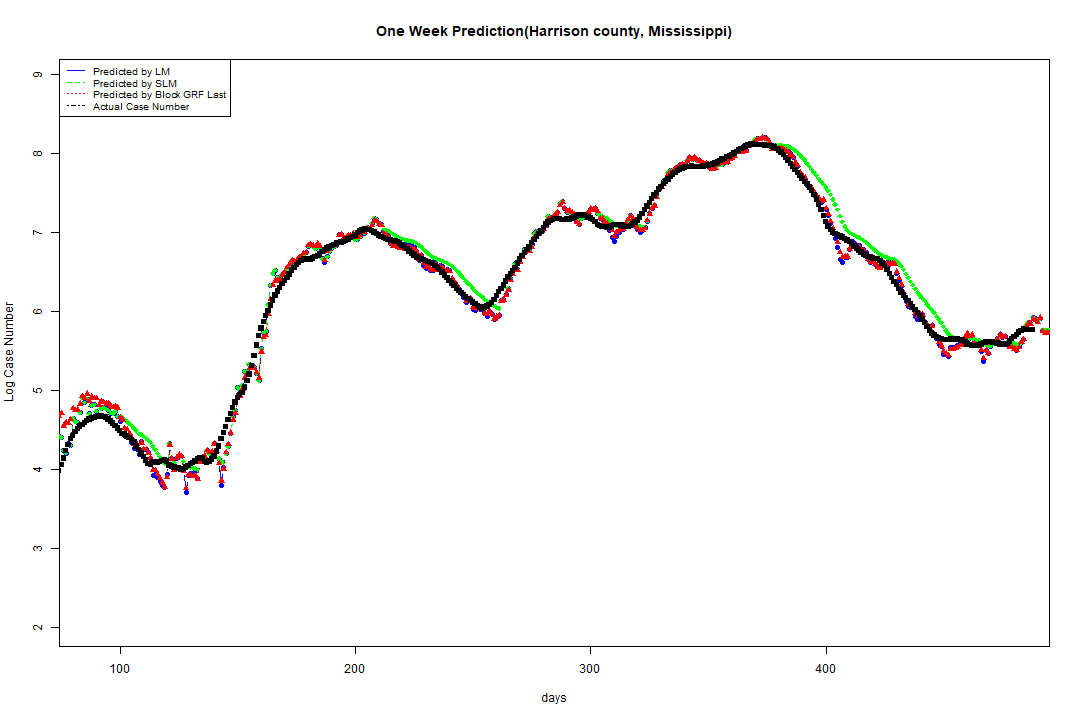 One Week Prediction(Harrison county, Mississippi)
Predicted by LM
Predicted by SLM
Predicted by Block GRF Last
Actual Case Number
9
8
7
6
5
4
3
2
Log Case Number
100
200
300
400
days